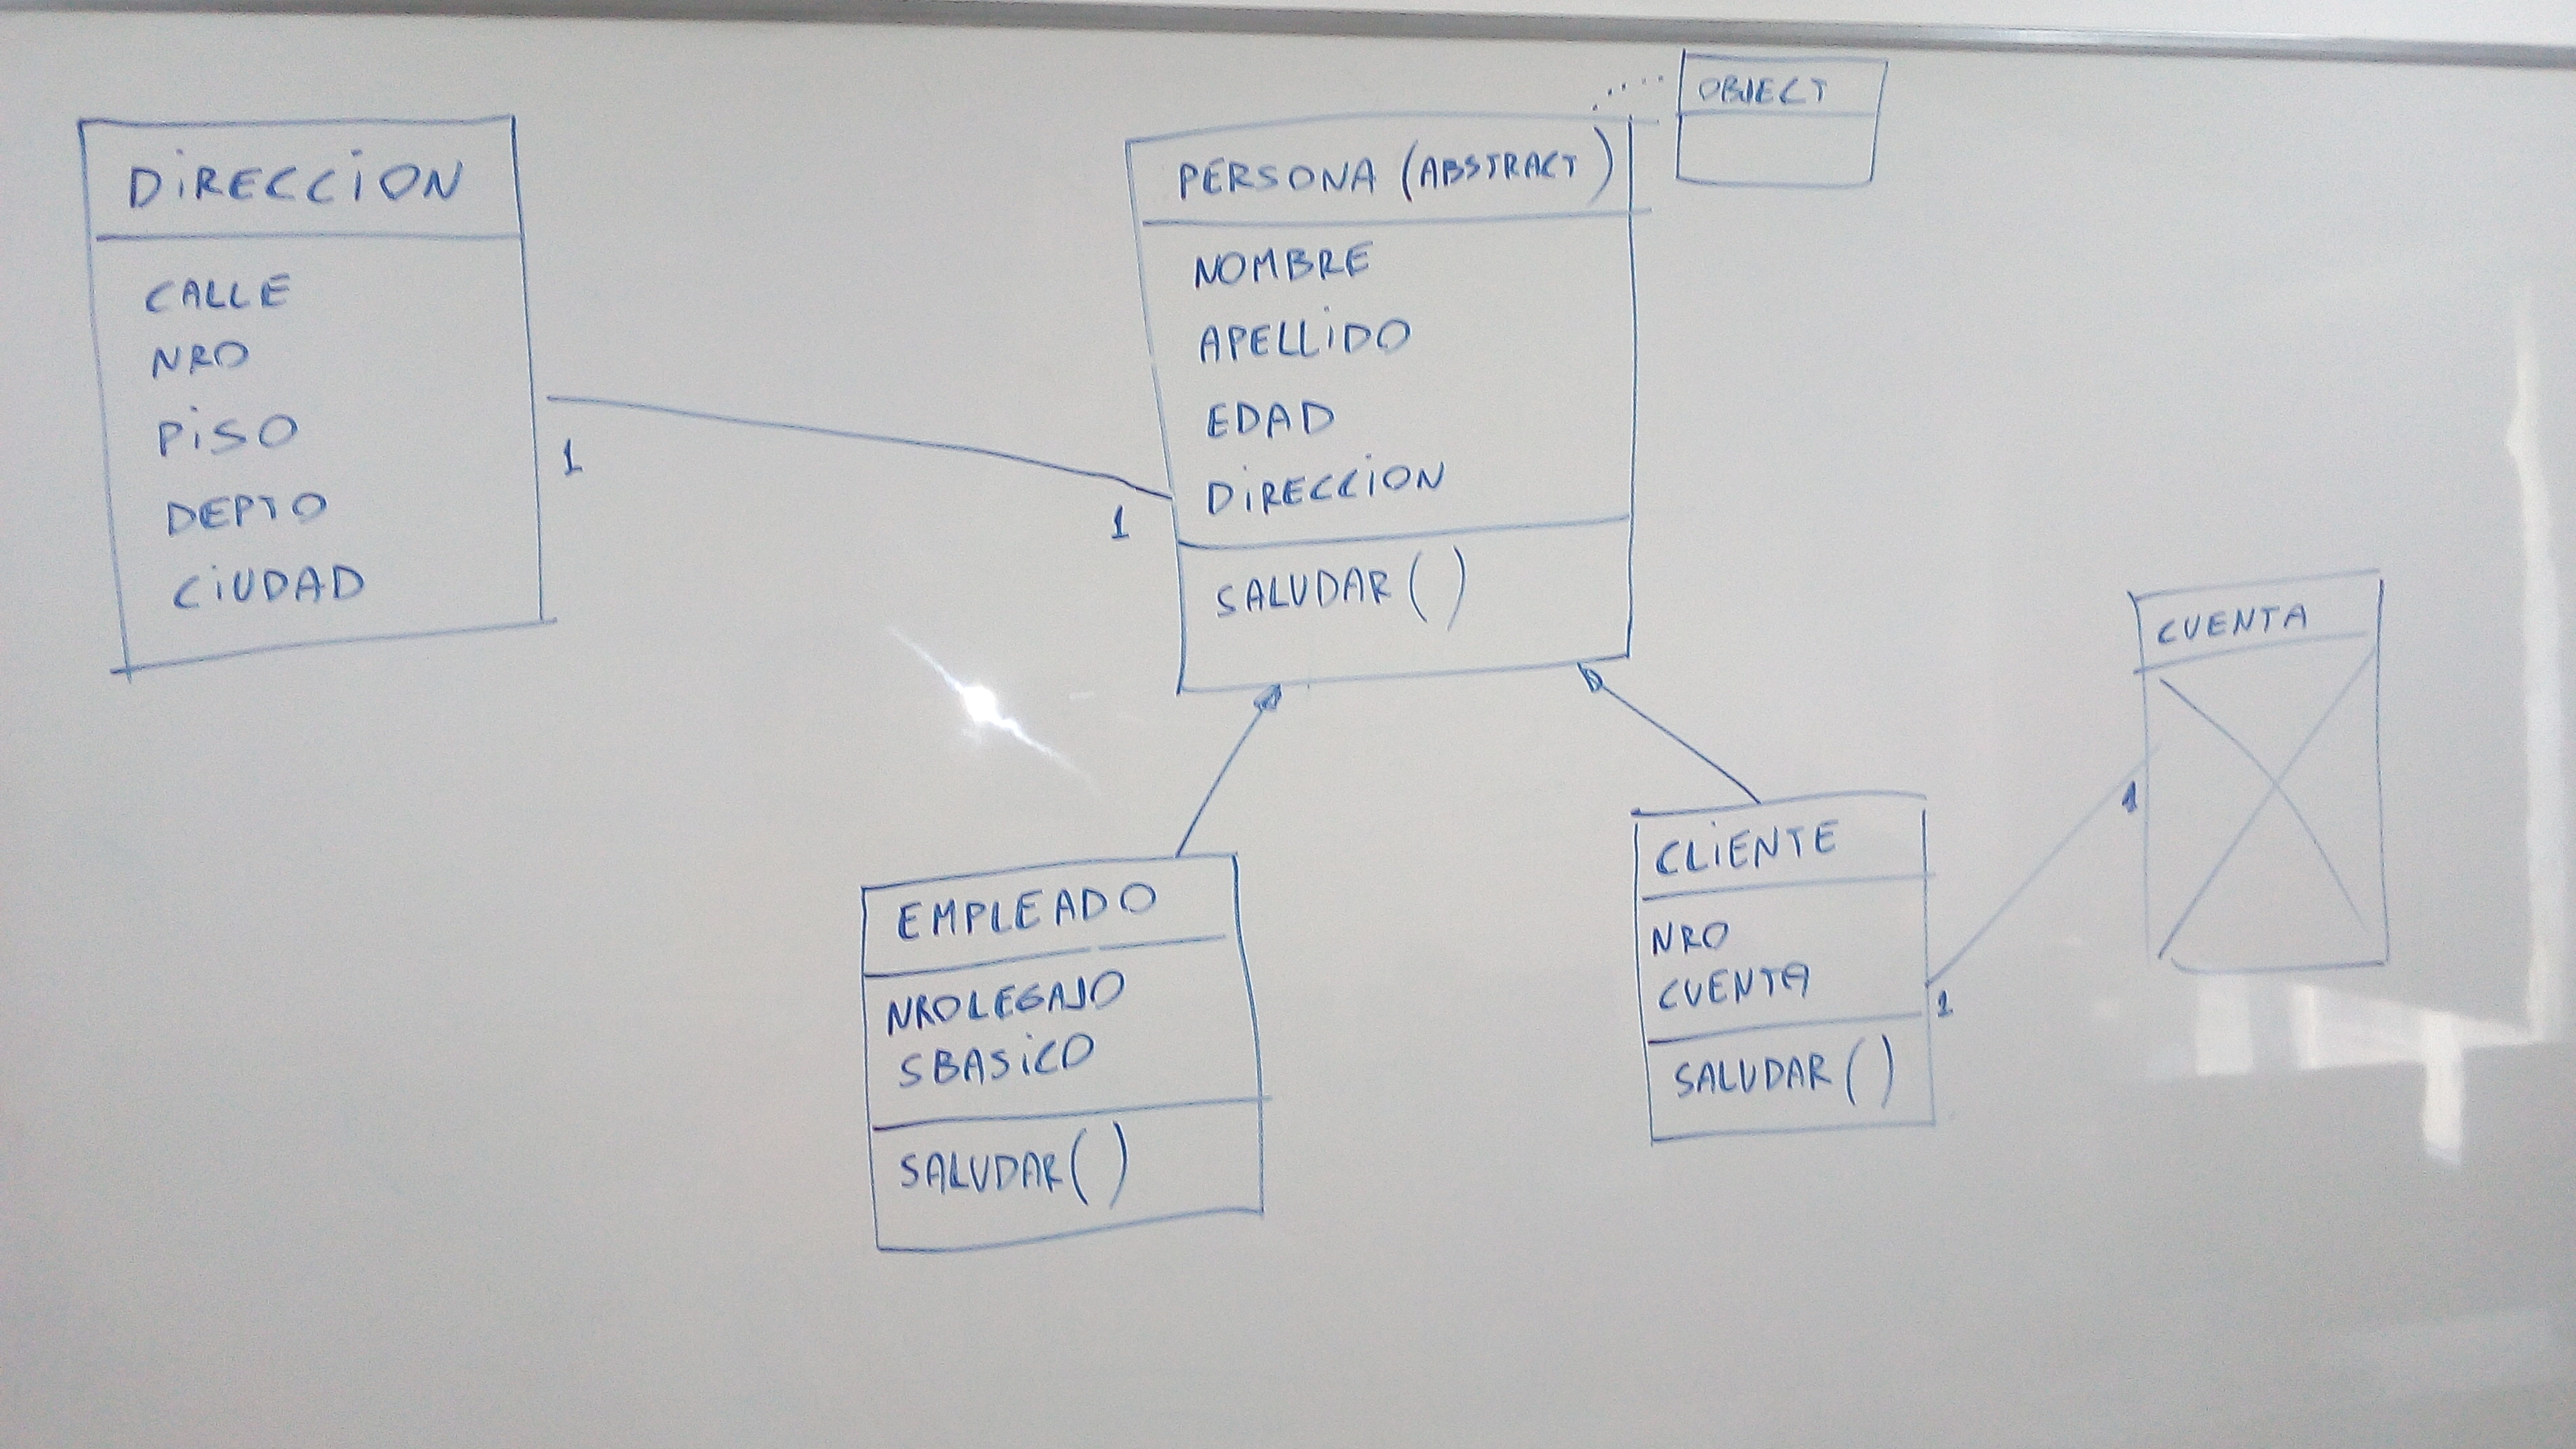 DiRECCiON
CALLE
NRO
PiSO
DEPTO
CiUDAD
1
1
OBJECT
PERSONA (ABSTRACT)
NOMBRE
APELLiDO
EDAD
DiRECCiON
SALUDAR ( )
EMPLEADO
NROLEGAJO
SBASiCO
SALUDAR ( )
CLiENTE
NRO
CUENTA
SALUDAR ( )
1
1
CUENTA